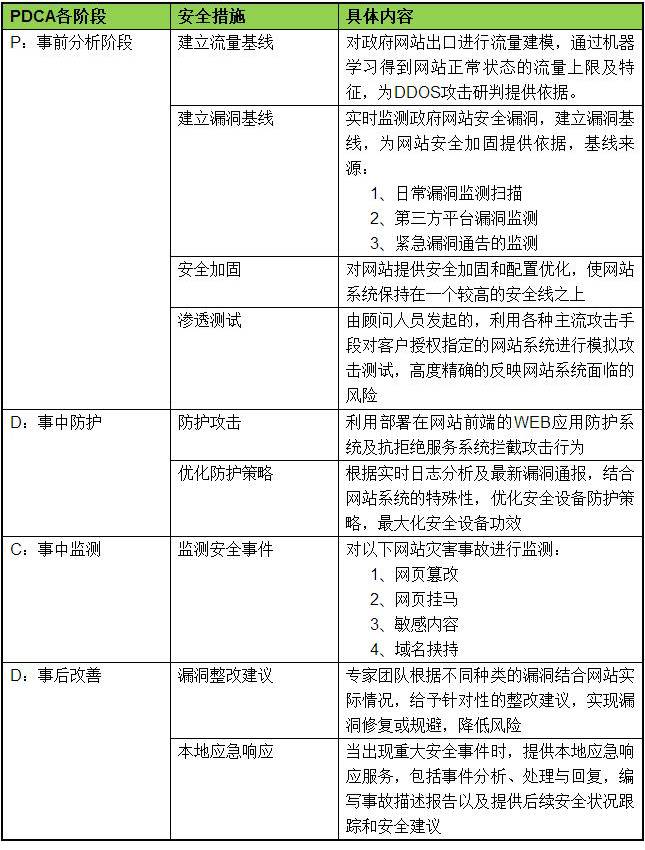 PDCA各阶段 安全措施 具体内容
P：事前分析阶段 建立流量基线 对政府网站出口进行流量建模，通过机器
学习得到网站正常状态的流量上限及特
征，为DDOS攻击研判提供依据。
建立漏洞基线 实时监测政府网站安全漏洞，建立漏洞基
线，为网站安全加固提供依据，基线来
源：
1、日常漏洞监测扫描
2、第三方平台漏洞监测
3、紧急漏洞通告的监测
安全加固 对网站提供安全加固和配置优化，使网站
系统保持在一个较高的安全线之上
渗透测试 由顾问人员发起的，利用各种主流攻击手
段对客户授权指定的网站系统进行模拟攻
击测试，高度精确的反映网站系统面临的
风险
D：事中防护 防护攻击 利用部署在网站前端的WEB应用防护系
统及抗拒绝服务系统拦截攻击行为
优化防护策略 根据实时日志分析及最新漏洞通报，结合
网站系统的特殊性，优化安全设备防护策
略，最大化安全设备功效
C：事中监测 监测安全事件 对以下网站灾害事故进行监测：
1、网页篡改
2、网页挂马
3、敏感内容
4、域名挟持
D：事后改善 漏洞整改建议 专家团队根据不同种类的漏洞结合网站实
际情况，给予针对性的整改建议，实现漏
洞修复或规避，降低风险
本地应急响应 当出现重大安全事件时，提供本地应急响
应服务，包括事件分析、处理与回复，编
写事故描述报告以及提供后续安全状况跟
踪和安全建议